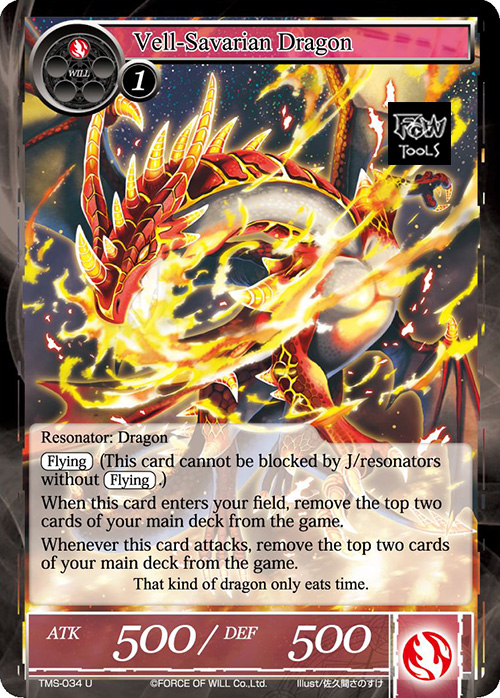 Vell-Savarian Dragon
WILL
1
FoW
TooLS
Resonator: Dragon
Flying (This card cannot be blocked by J/resonators
without Flying.)
When this card enters your field, remove the top two
cards of your main deck from the game.
Whenever this card attacks, remove the top two cards
of your main deck from the game.
That kind of dragon only eats time.
ATK 500/ DEF 500
TMS-034 U ©FORCE OF WILL Co.,Ltd. Illust/佐久間さのすけ